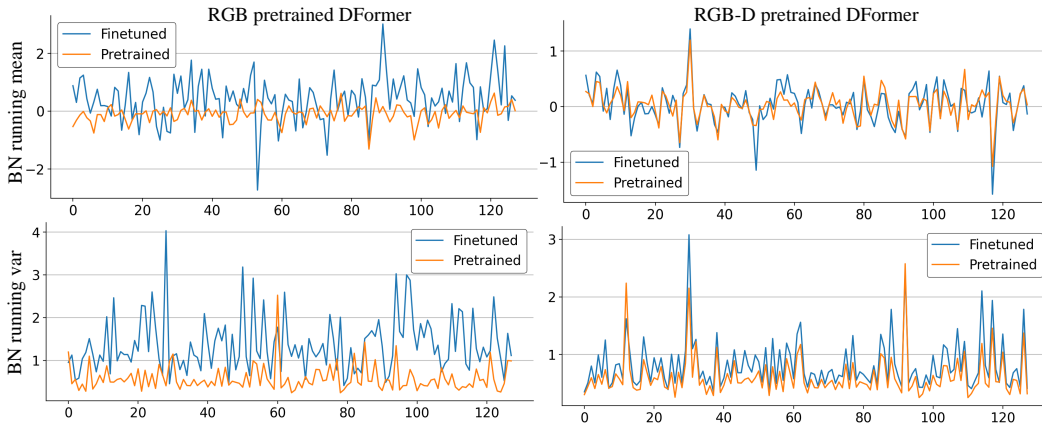 RGB pretrained DFormer
RGB-D pretrained DFormer
BN running mean
2
0
−2
Finetuned
Pretrained
0 20 40 60 80 100 120
1
0
−1
Finetuned
Pretrained
0 20 40 60 80 100 120
BN running var
4
3
2
1
Finetuned
Pretrained
0 20 40 60 80 100 120
3
2
1
Finetuned
Pretrained
0 20 40 60 80 100 120